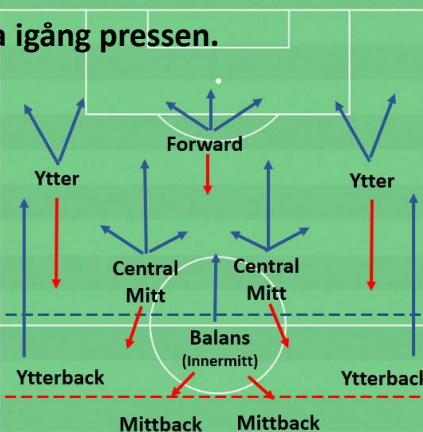 a igång pressen.
Forward
Ytter
Ytter
Central
Mitt
Central
Mitt
Balans
(Innermitt)
Ytterback
Ytterback
Mittback
Mittback